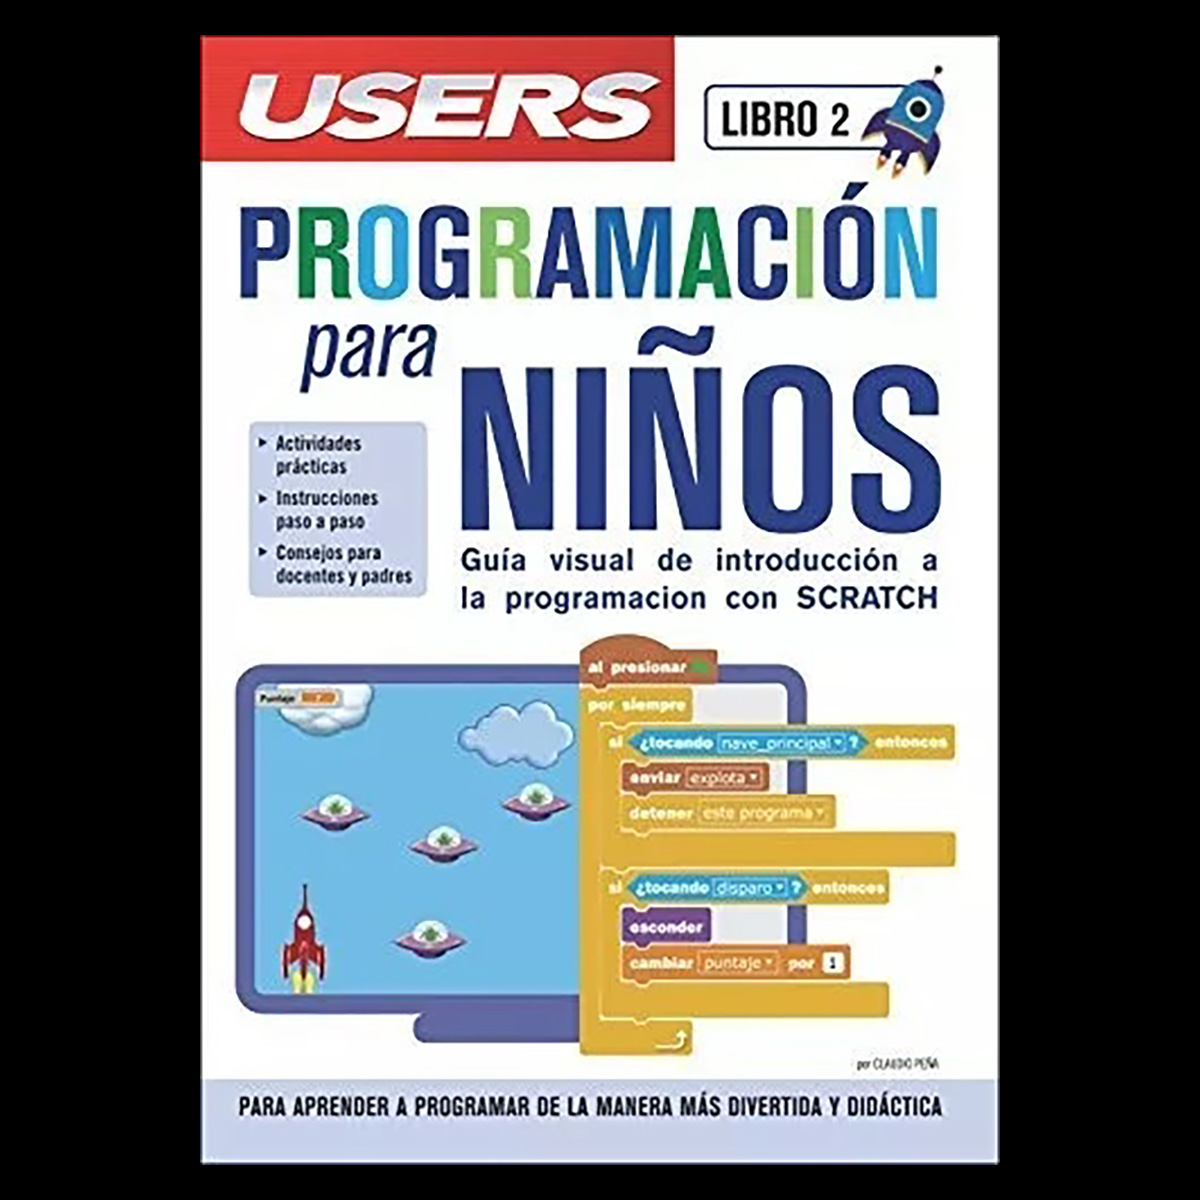 USERS
LIBRO 2
PROGRAMACIÓN
para
NIÑOS
▸ Actividades
prácticas
▸ Instrucciones
paso a paso
▸ Consejos para
docentes y padres
Guía visual de introducción a
la programacion con SCRATCH
al presionar
por siempre
Puntaje
si ¿tocando nave_principal ? entonces
enviar explota
detener este programa
si ¿tocando disparo ? entonces
esconder
cambiar puntaje por 1
por CLAUDIO PEÑA
PARA APRENDER A PROGRAMAR DE LA MANERA MÁS DIVERTIDA Y DIDÁCTICA